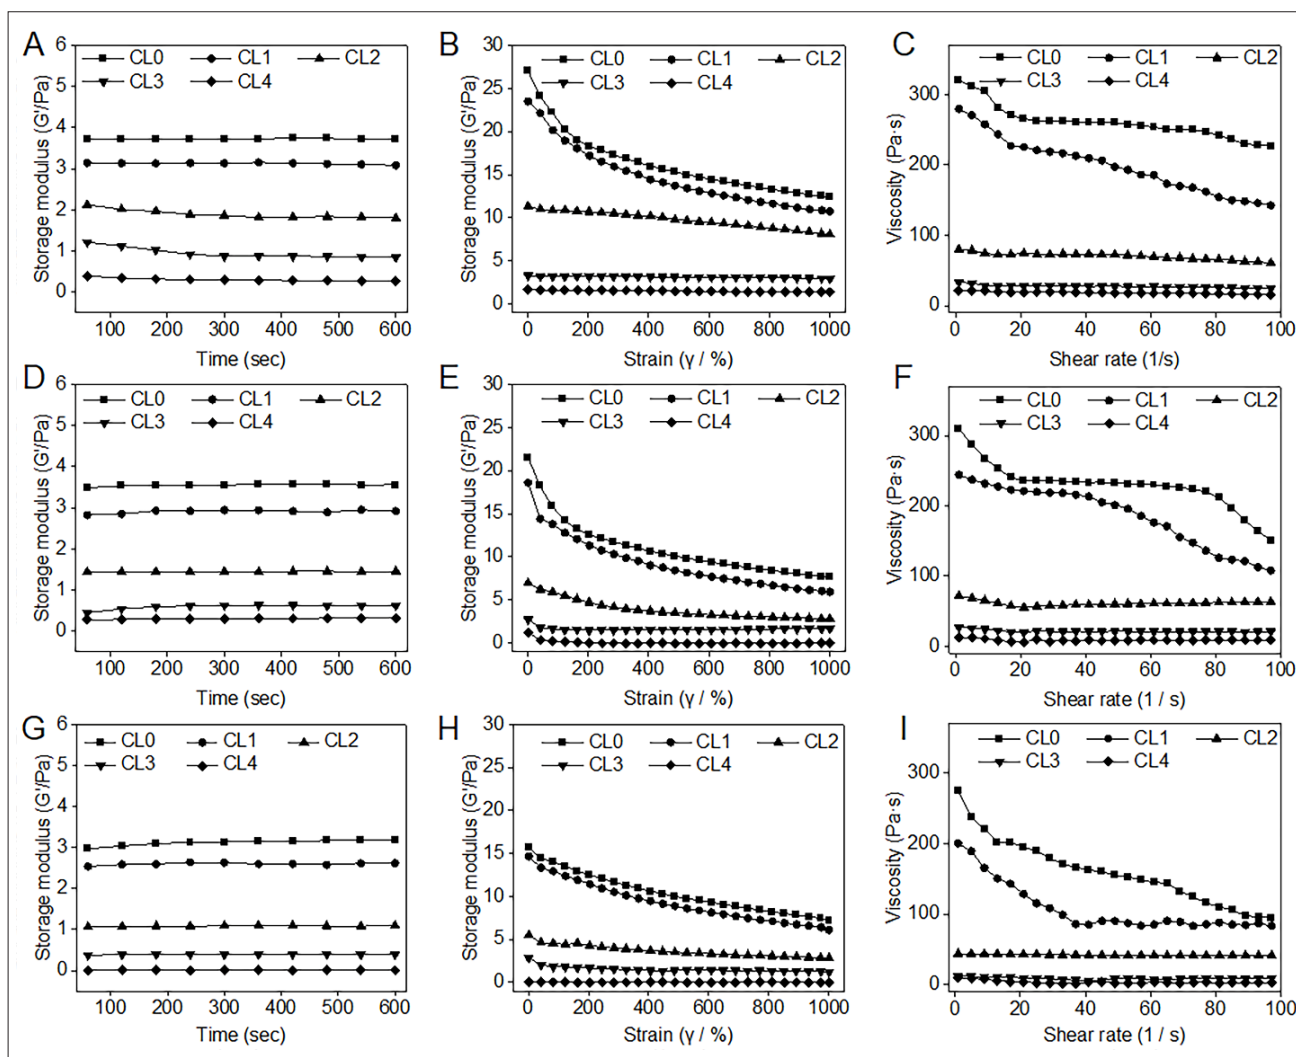 A
CL0 CL1 CL2
CL3 CL4
Storage modulus (G'/Pa)
6
5
4
3
2
1
0
100 200 300 400 500 600
Time (sec)
B
CL0 CL1 CL2
CL3 CL4
Storage modulus (G'/Pa)
30
25
20
15
10
5
0
0 200 400 600 800 1000
Strain (γ / %)
C
CL0 CL1 CL2
CL3 CL4
Viscosity (Pa·s)
300
200
100
0
0 20 40 60 80 100
Shear rate (1/s)
D
CL0 CL1 CL2
CL3 CL4
Storage modulus (G'/Pa)
6
5
4
3
2
1
0
100 200 300 400 500 600
Time (sec)
E
CL0 CL1 CL2
CL3 CL4
Storage modulus (G'/Pa)
30
25
20
15
10
5
0
0 200 400 600 800 1000
Strain (γ / %)
F
CL0 CL1 CL2
CL3 CL4
Viscosity (Pa·s)
300
200
100
0
0 20 40 60 80 100
Shear rate (1 / s)
G
CL0 CL1 CL2
CL3 CL4
Storage modulus (G'/Pa)
6
5
4
3
2
1
0
100 200 300 400 500 600
Time (sec)
H
CL0 CL1 CL2
CL3 CL4
Storage modulus (G'/Pa)
30
25
20
15
10
5
0
0 200 400 600 800 1000
Strain (γ / %)
I
CL0 CL1 CL2
CL3 CL4
Viscosity (Pa·s)
300
200
100
0
0 20 40 60 80 100
Shear rate (1 / s)